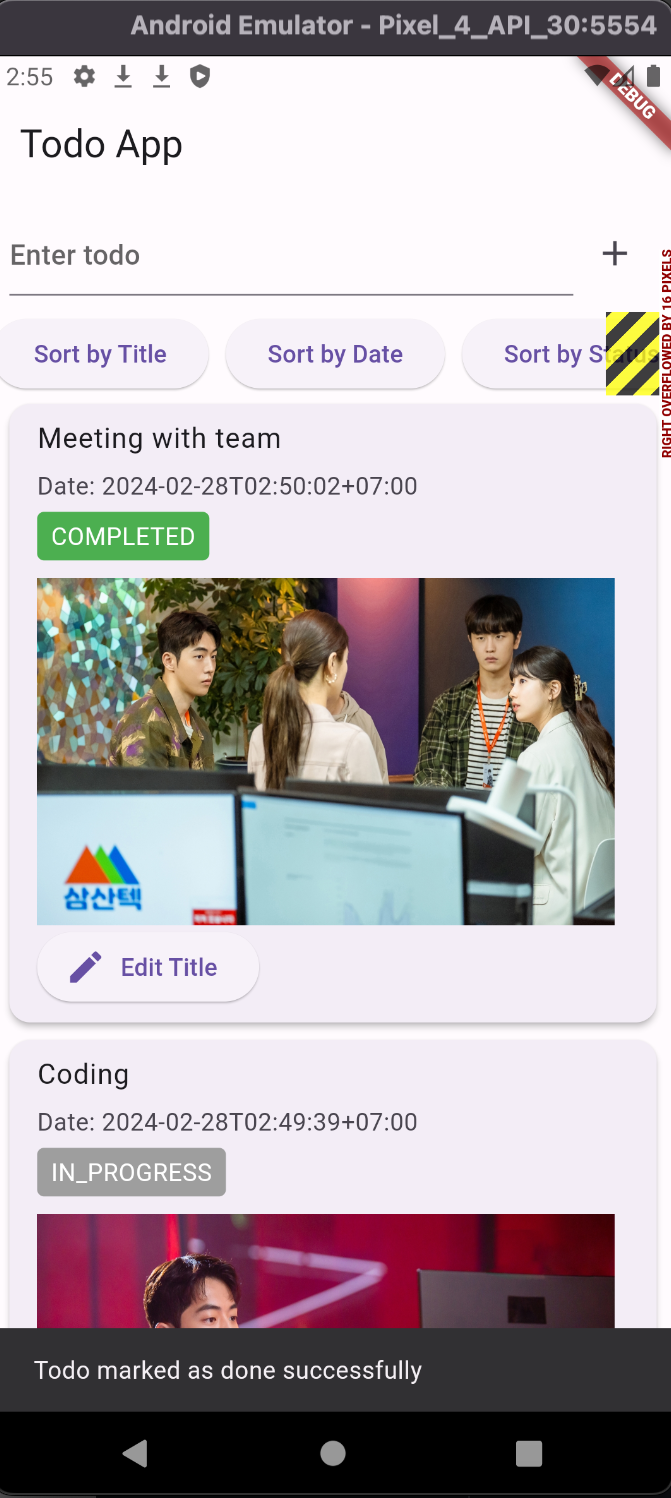 Android Emulator - Pixel_4_API_30:5554
2:55
DEBUG
Todo App
Enter todo
RIGHT OVERFLOWED BY 16 PIXELS
Sort by Title
Sort by Date
Sort by Status
Meeting with team
Date: 2024-02-28T02:50:02+07:00
COMPLETED
삼산텍
Edit Title
Coding
Date: 2024-02-28T02:49:39+07:00
IN_PROGRESS
Todo marked as done successfully